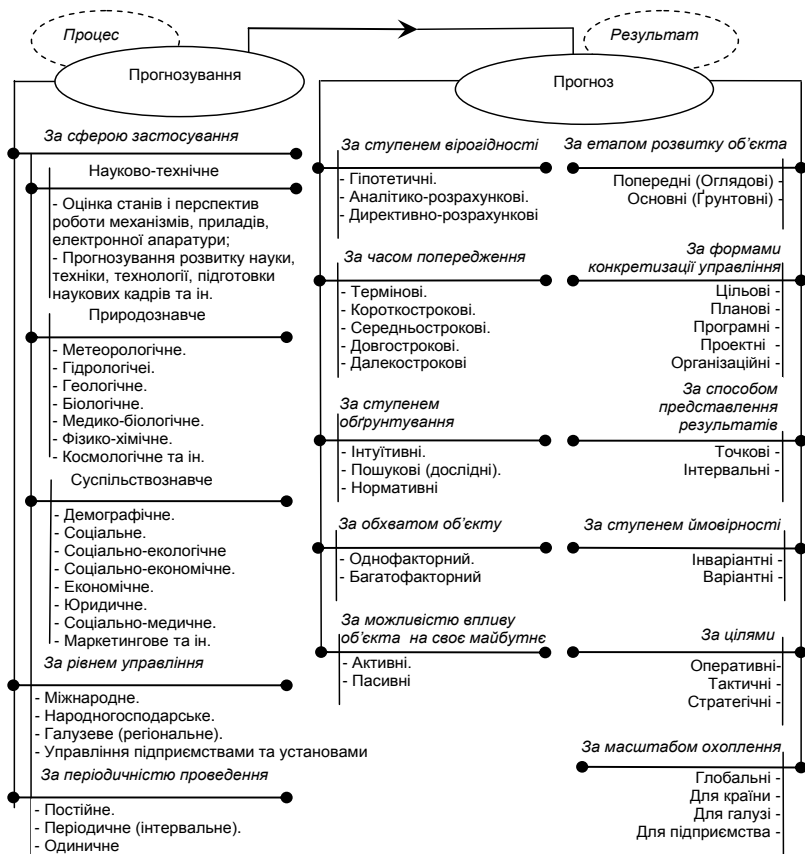 Процес
Прогнозування
Результат
Прогноз
За сферою застосування
Науково-технічне
- Оцінка станів і перспектив
роботи механізмів, приладів,
електронної апаратури;
- Прогнозування розвитку науки,
техніки, технології, підготовки
наукових кадрів та ін.
Природознавче
- Метеорологічне.
- Гідрологічеі.
- Геологічне.
- Біологічне.
- Медико-біологічне.
- Фізико-хімічне.
- Космологічне та ін.
Суспільствознавче
- Демографічне.
- Соціальне.
- Соціально-екологічне
- Соціально-економічне.
- Економічне.
- Юридичне.
- Соціально-медичне.
- Маркетингове та ін.
За рівнем управління
- Міжнародне.
- Народногосподарське.
- Галузеве (регіональне).
- Управління підприємствами та установами
За періодичністю проведення
- Постійне.
- Періодичне (інтервальне).
- Одиничне
За ступенем вірогідності
- Гіпотетичні.
- Аналітико-розрахункові.
- Директивно-розрахункові
За часом попередження
- Термінові.
- Короткострокові.
- Середньострокові.
- Довгострокові.
- Далекострокові
За ступенем
обґрунтування
- Інтуїтивні.
- Пошукові (дослідні).
- Нормативні
За обхватом об’єкту
- Однофакторний.
- Багатофакторний
За можливістю впливу
об’єкта на своє майбутнє
- Активні.
- Пасивні
За етапом розвитку об’єкта
Попередні (Оглядові) -
Основні (Ґрунтовні) -
За формами
конкретизації управління
Цільові -
Планові -
Програмні -
Проектні -
Організаційні -
За способом
представлення
результатів
Точкові -
Інтервальні -
За ступенем ймовірності
Інваріантні -
Варіантні -
За цілями
Оперативні-
Тактичні -
Стратегічні -
За масштабом охоплення
Глобальні -
Для країни -
Для галузі -
Для підприємства -